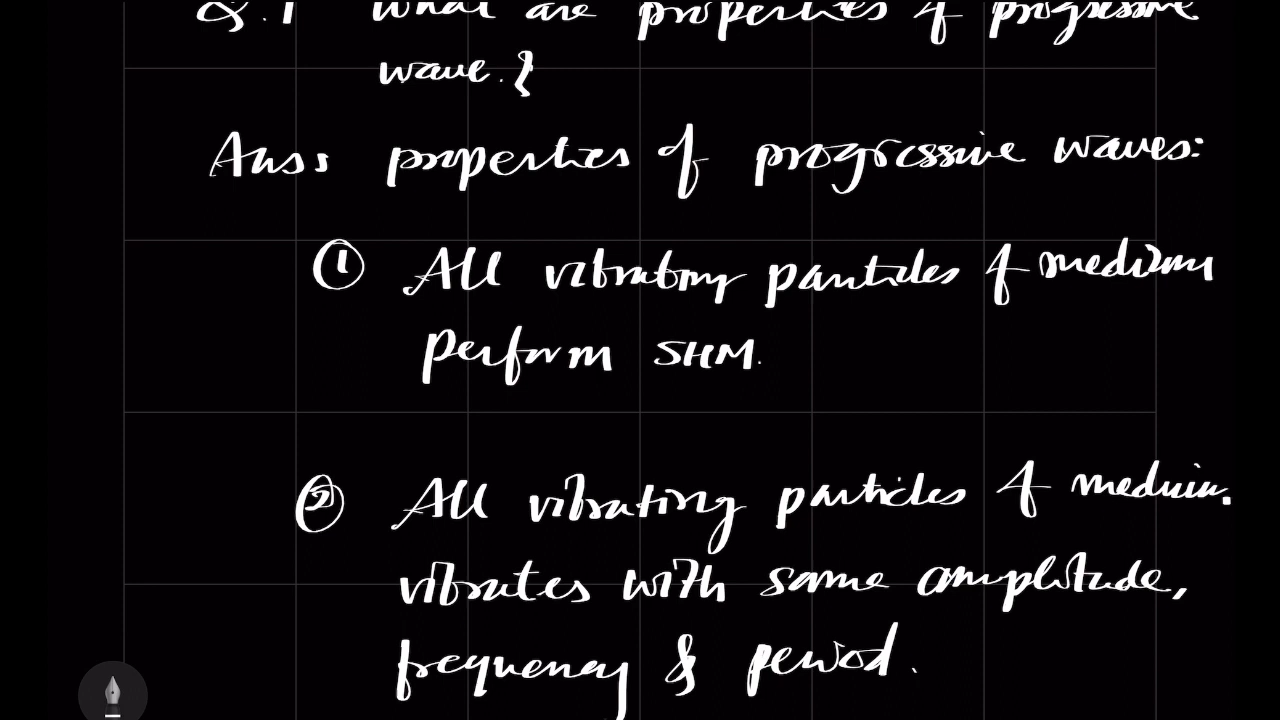 Q.1 What are properties of progressive
wave.?
Ans: properties of progressive waves:
① All vibrating particles of medium
perform SHM.
② All vibrating particles of medium.
vibrates with same amplitude,
frequency & period.